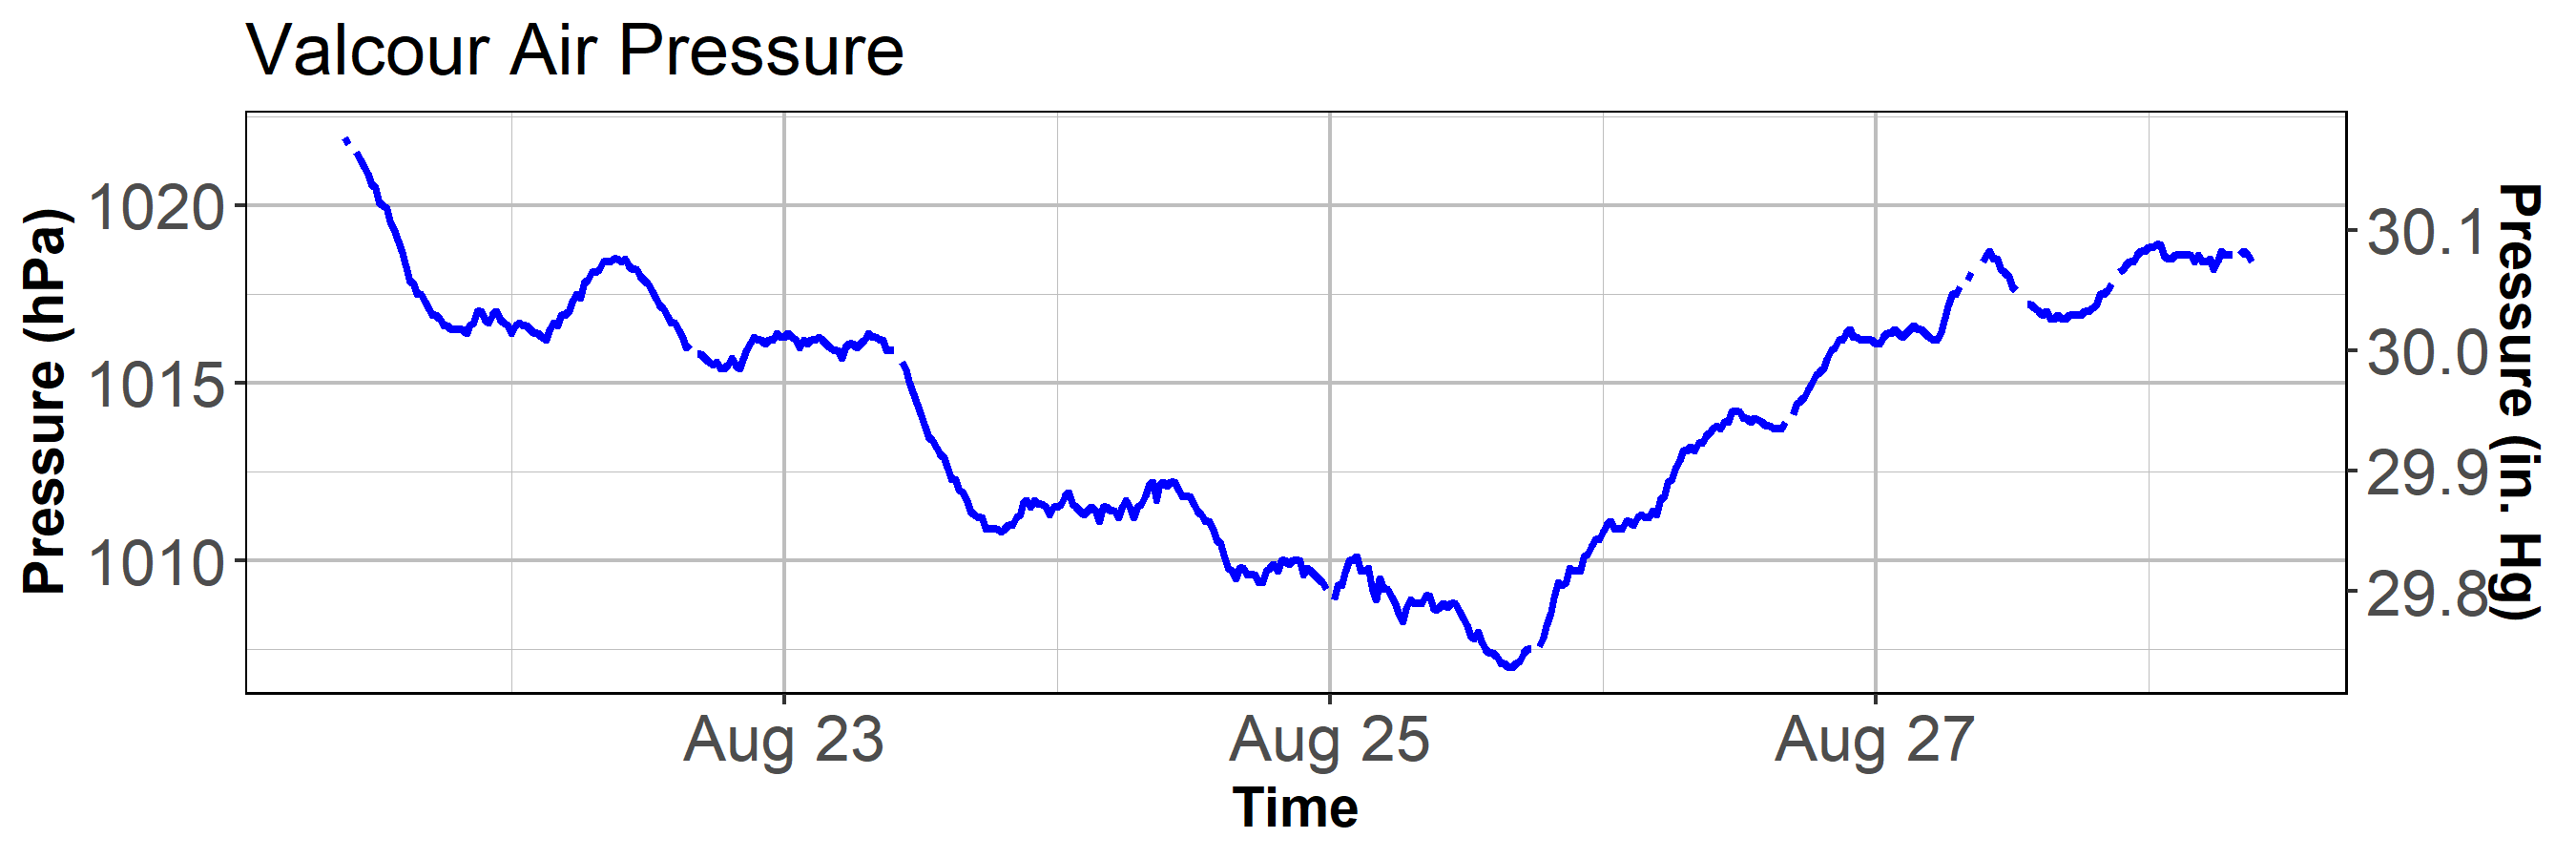 Valcour Air Pressure
Pressure (hPa)
1020
1015
1010
30.1
30.0
29.9
29.8
Pressure (in. Hg)
Aug 23 Aug 25 Aug 27
Time